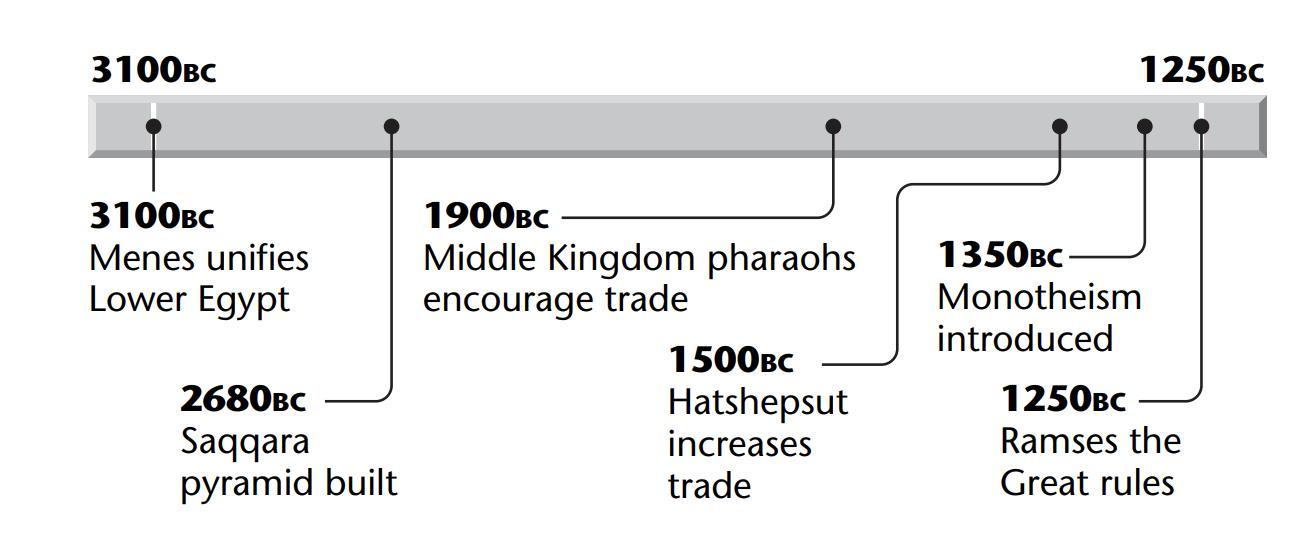 3100BC
1250BC
3100BC
Menes unifies
Lower Egypt
2680BC
Saqqara
pyramid built
1900BC
Middle Kingdom pharaohs
encourage trade
1500BC
Hatshepsut
increases
trade
1350BC
Monotheism
introduced
1250BC
Ramses the
Great rules